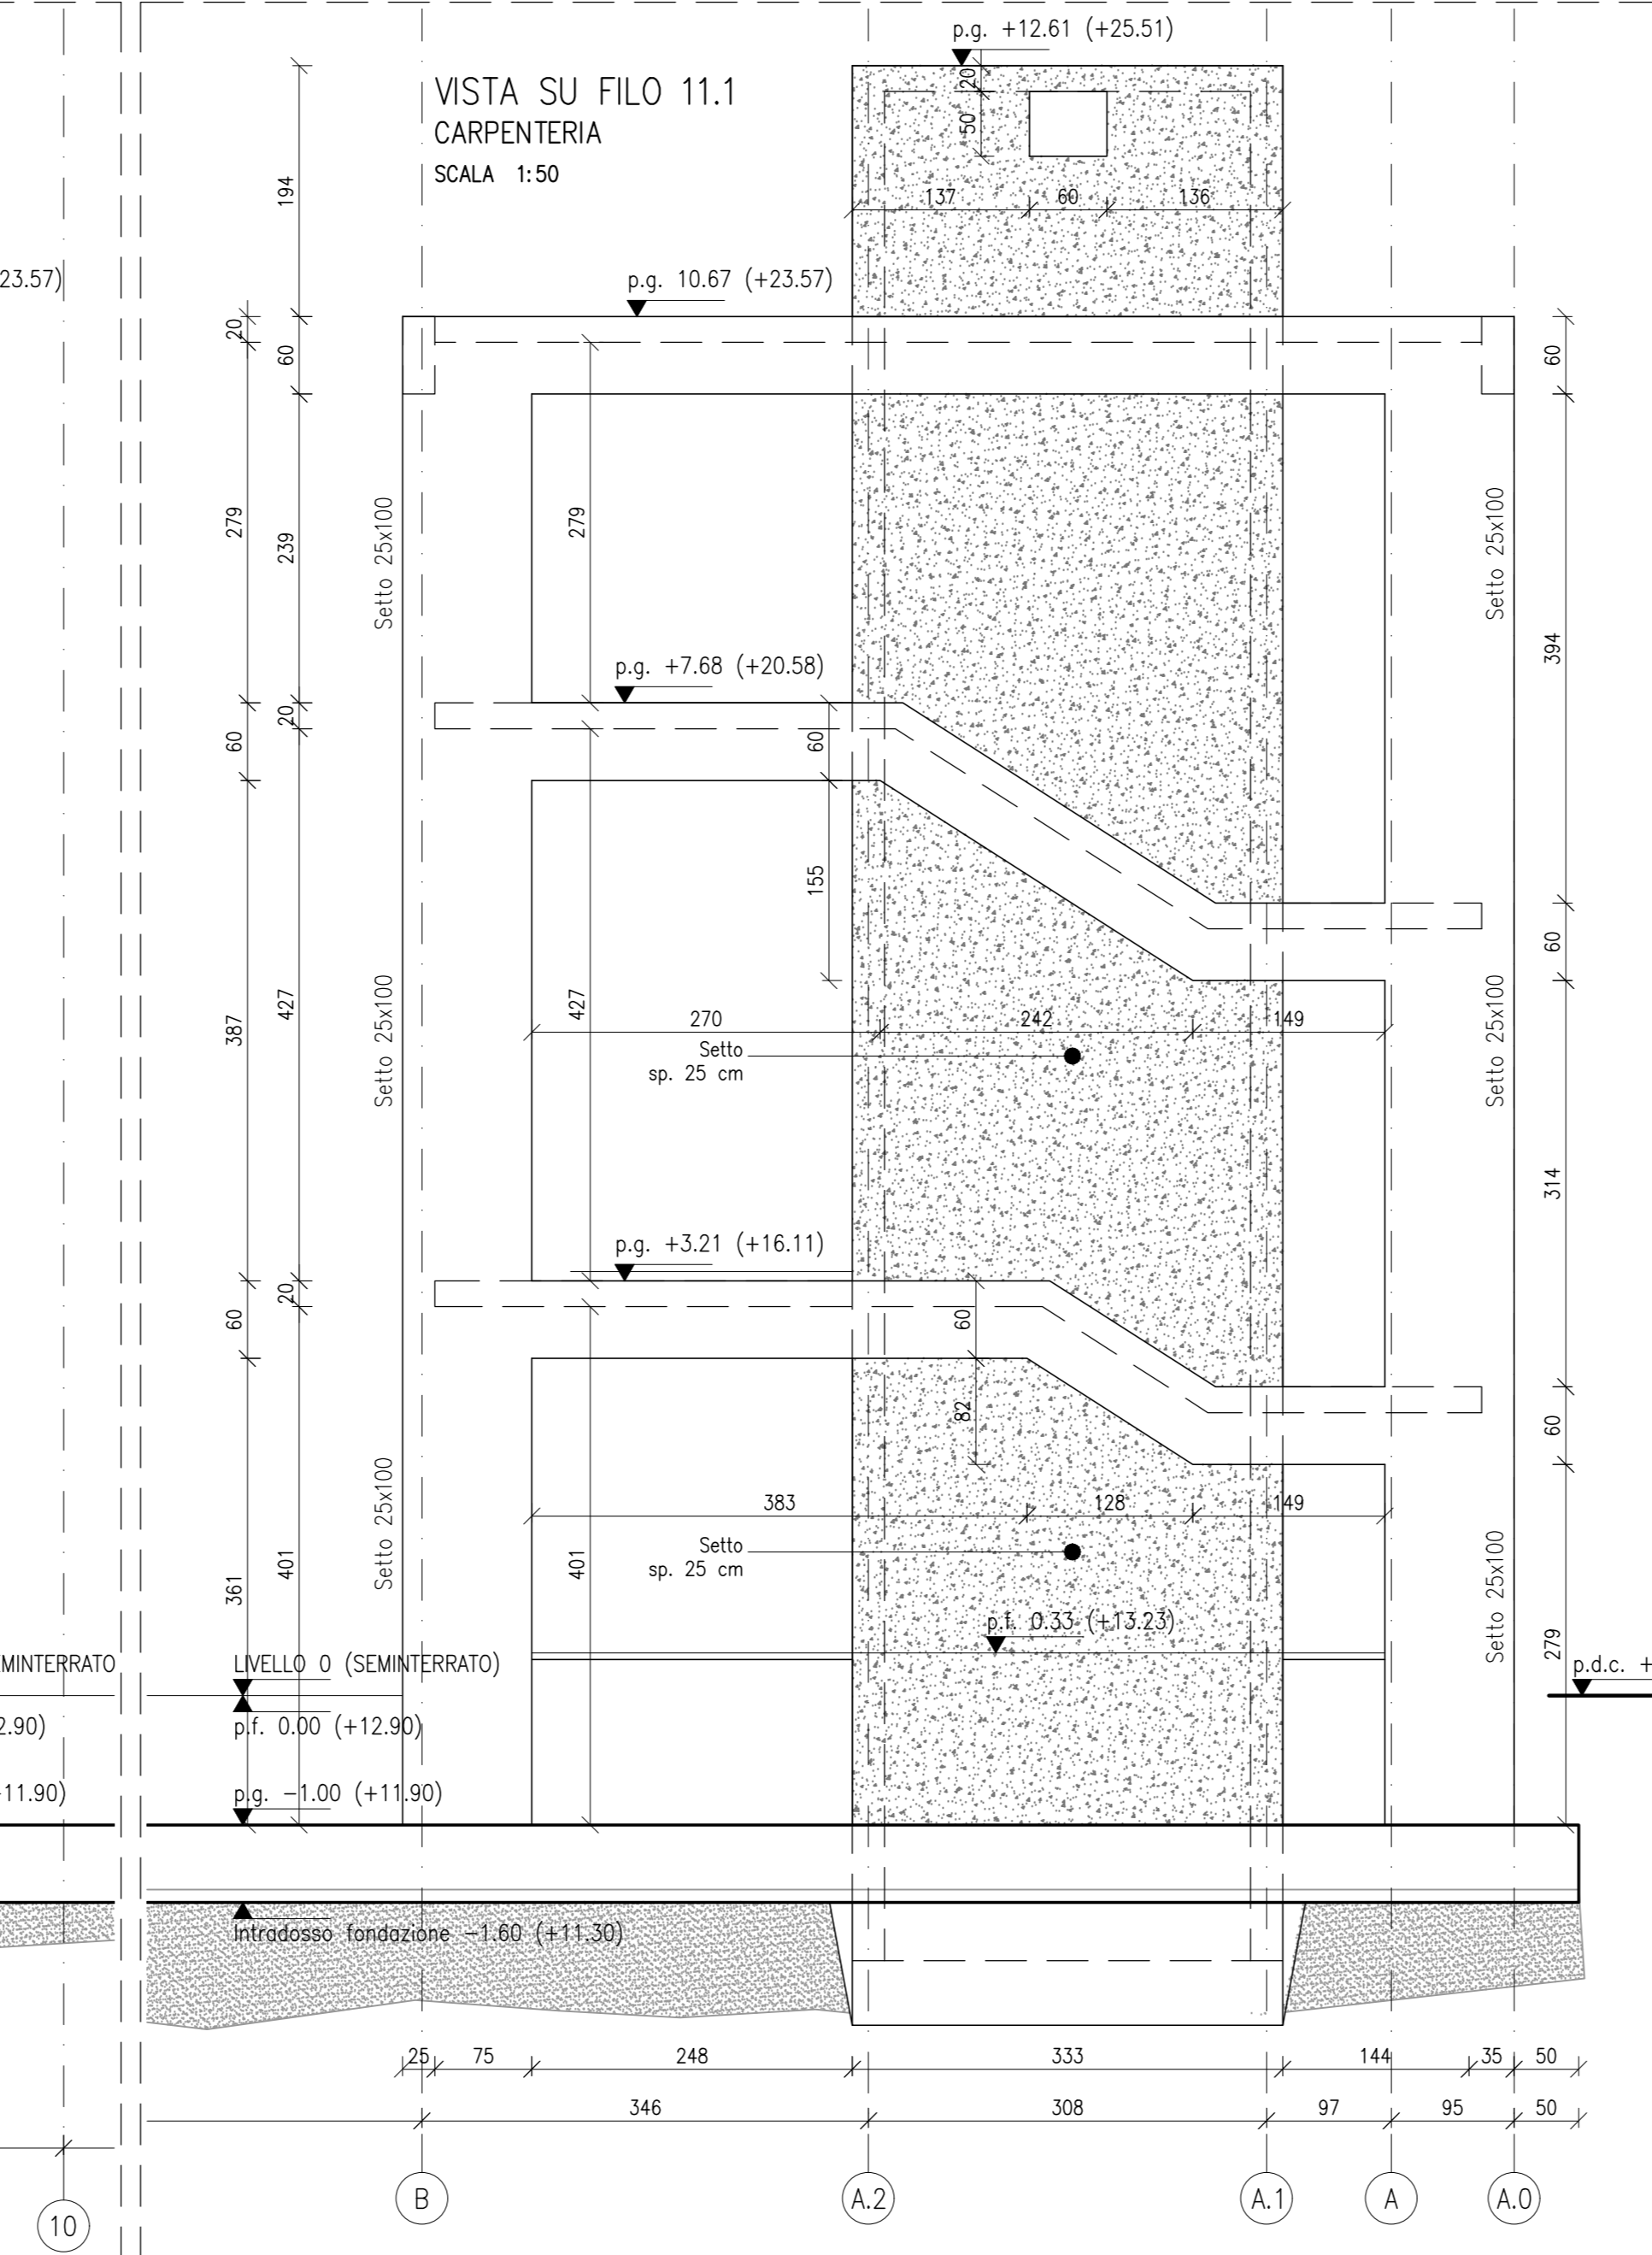 p.g. +12.61 (+25.51)
VISTA SU FILO 11.1
CARPENTERIA
SCALA 1:50
20
50
194
137
60
136
23.57)
p.g. 10.67 (+23.57)
20
60
60
279
239
279
Setto 25x100
Setto 25x100
394
p.g. +7.68 (+20.58)
20
60
60
155
60
387
427
427
Setto 25x100
270
242
149
Setto
sp. 25 cm
Setto 25x100
314
p.g. +3.21 (+16.11)
20
60
60
82
60
Setto 25x100
383
128
149
Setto
sp. 25 cm
361
401
401
Setto 25x100
279
p.f. 0.33 (+13.23)
EMINTERRATO
LIVELLO 0 (SEMINTERRATO)
p.d.c. +
2.90)
p.f. 0.00 (+12.90)
+11.90)
p.g. -1.00 (+11.90)
Intradosso fondazione -1.60 (+11.30)
25
75
248
333
144
35
50
346
308
97
95
50
B
A.2
A.1
A
A.0
10